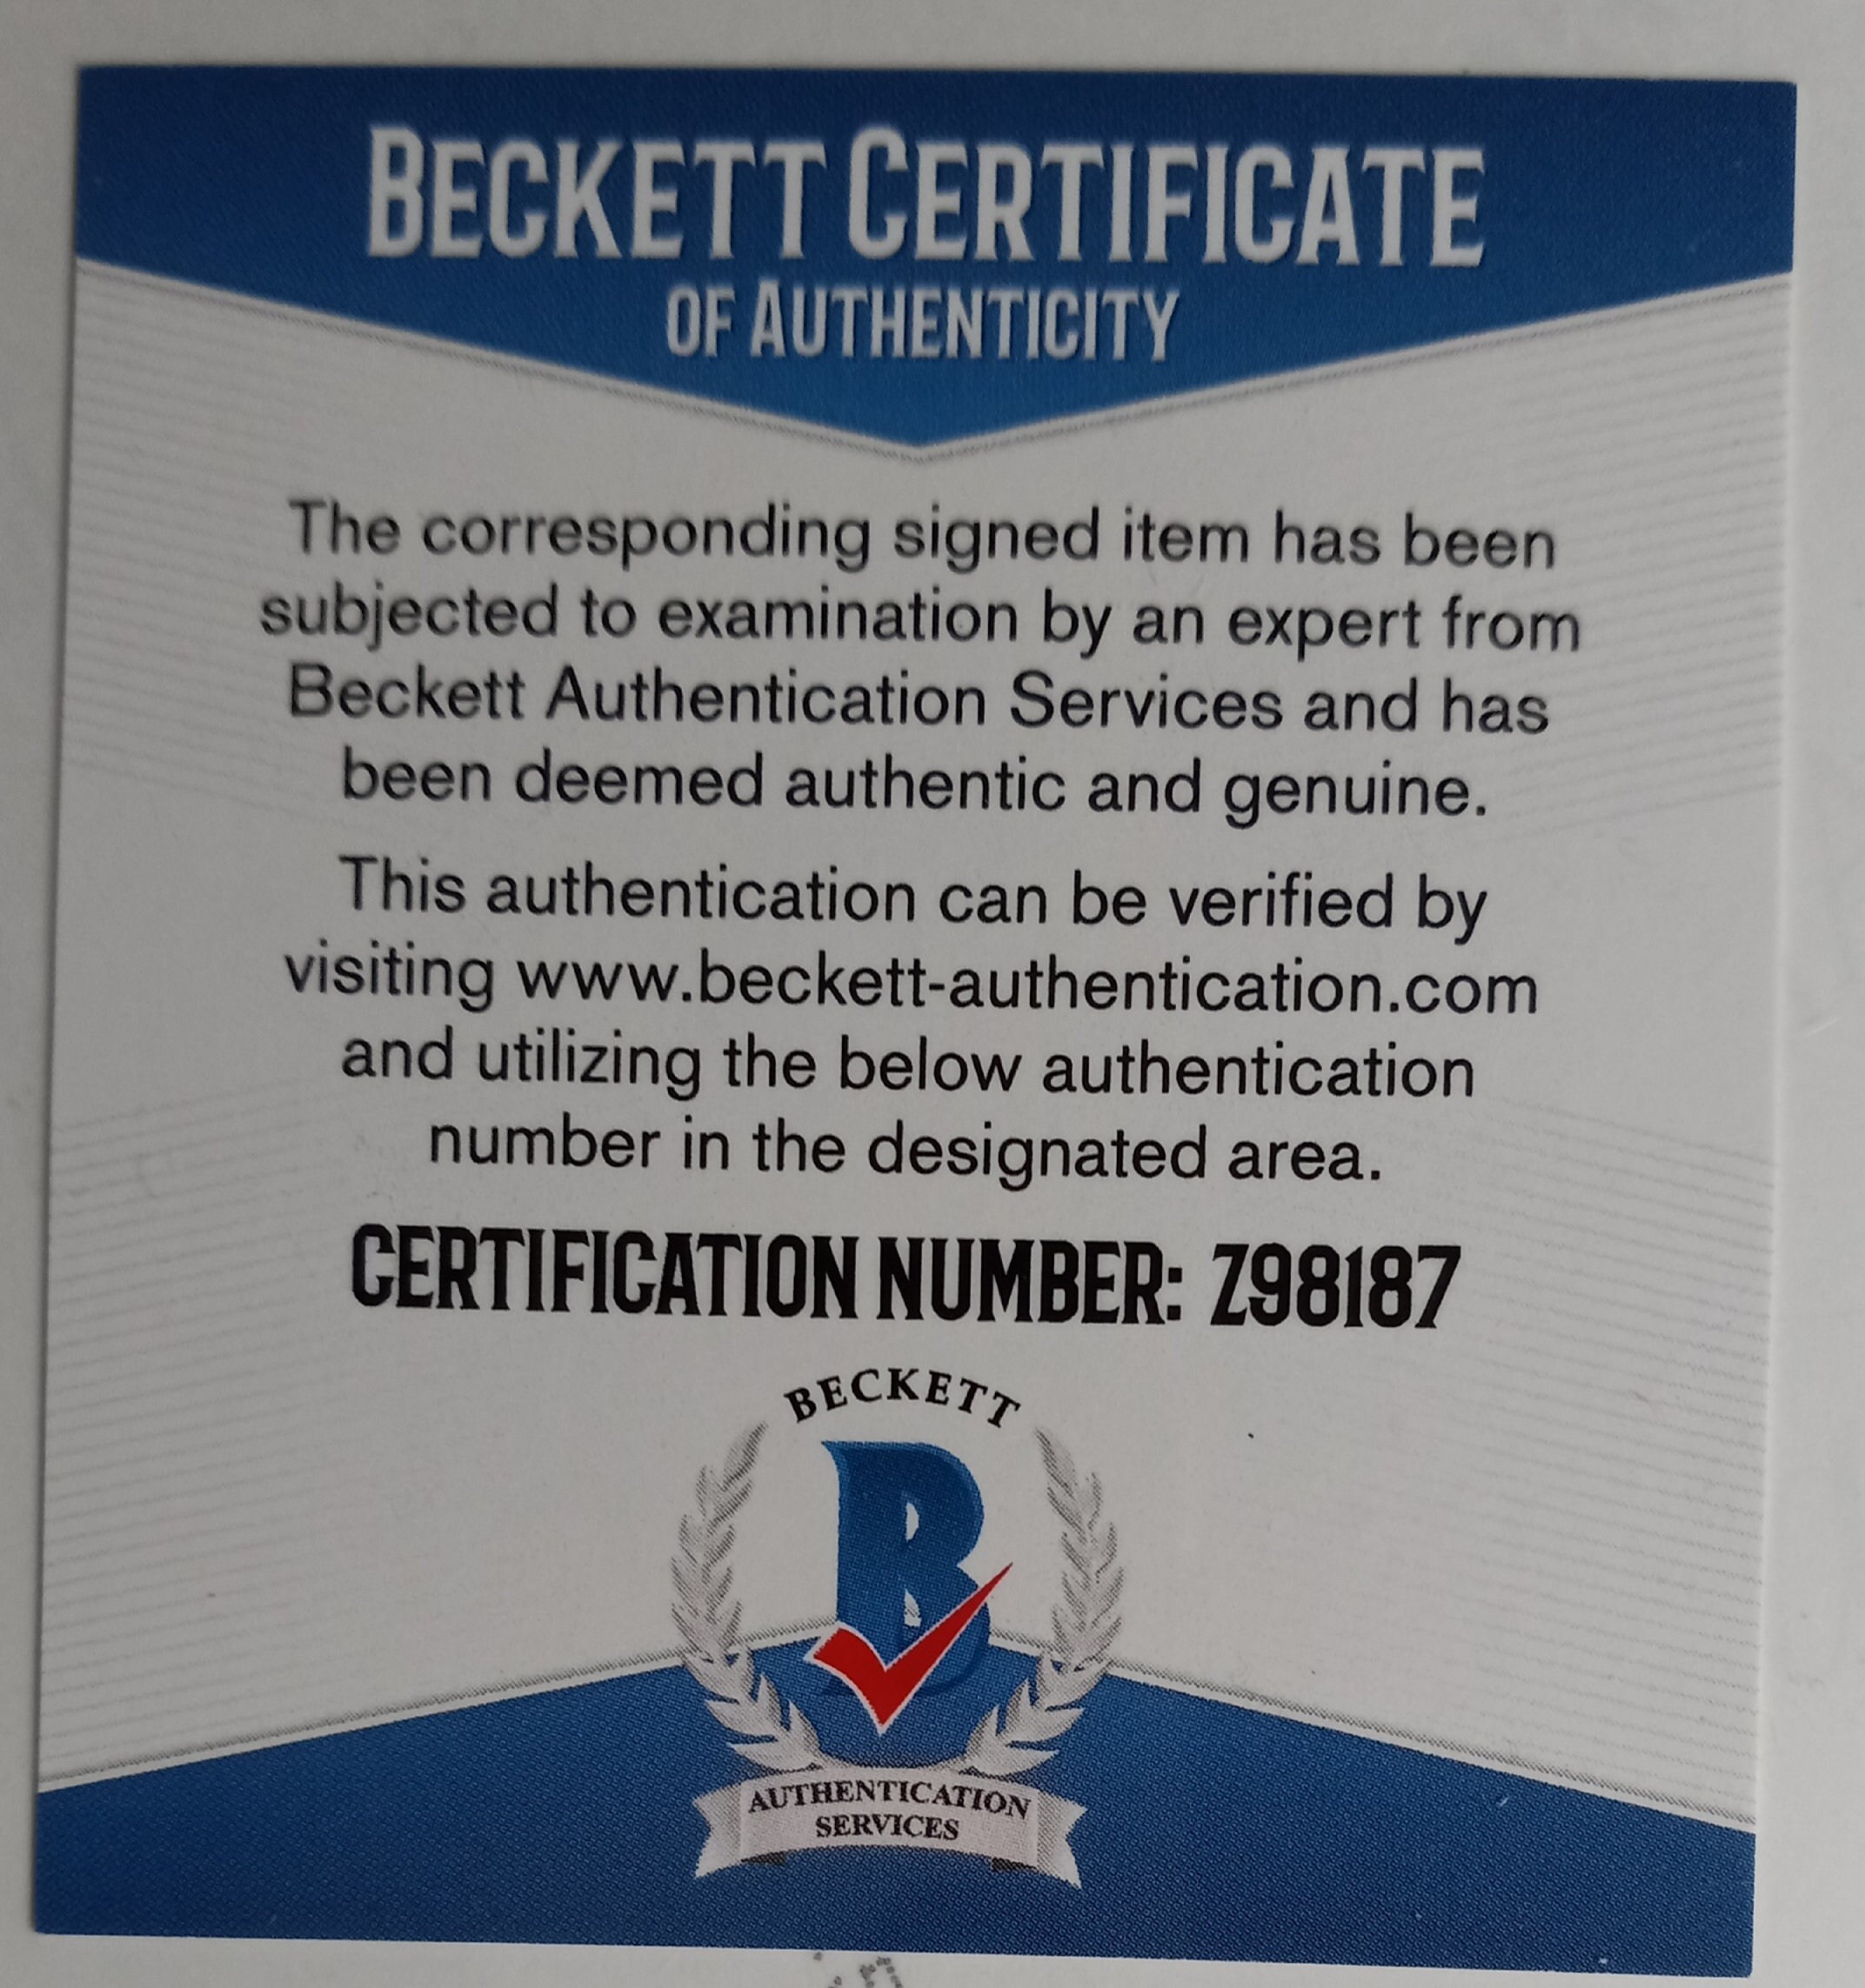 BECKETT CERTIFICATE
OF AUTHENTICITY
The corresponding signed item has been
subjected to examination by an expert from
Beckett Authentication Services and has
been deemed authentic and genuine.
This authentication can be verified by
visiting www.beckett-authentication.com
and utilizing the below authentication
number in the designated area.
CERTIFICATION NUMBER: Z98187
BECKETT
B
AUTHENTICATION
SERVICES